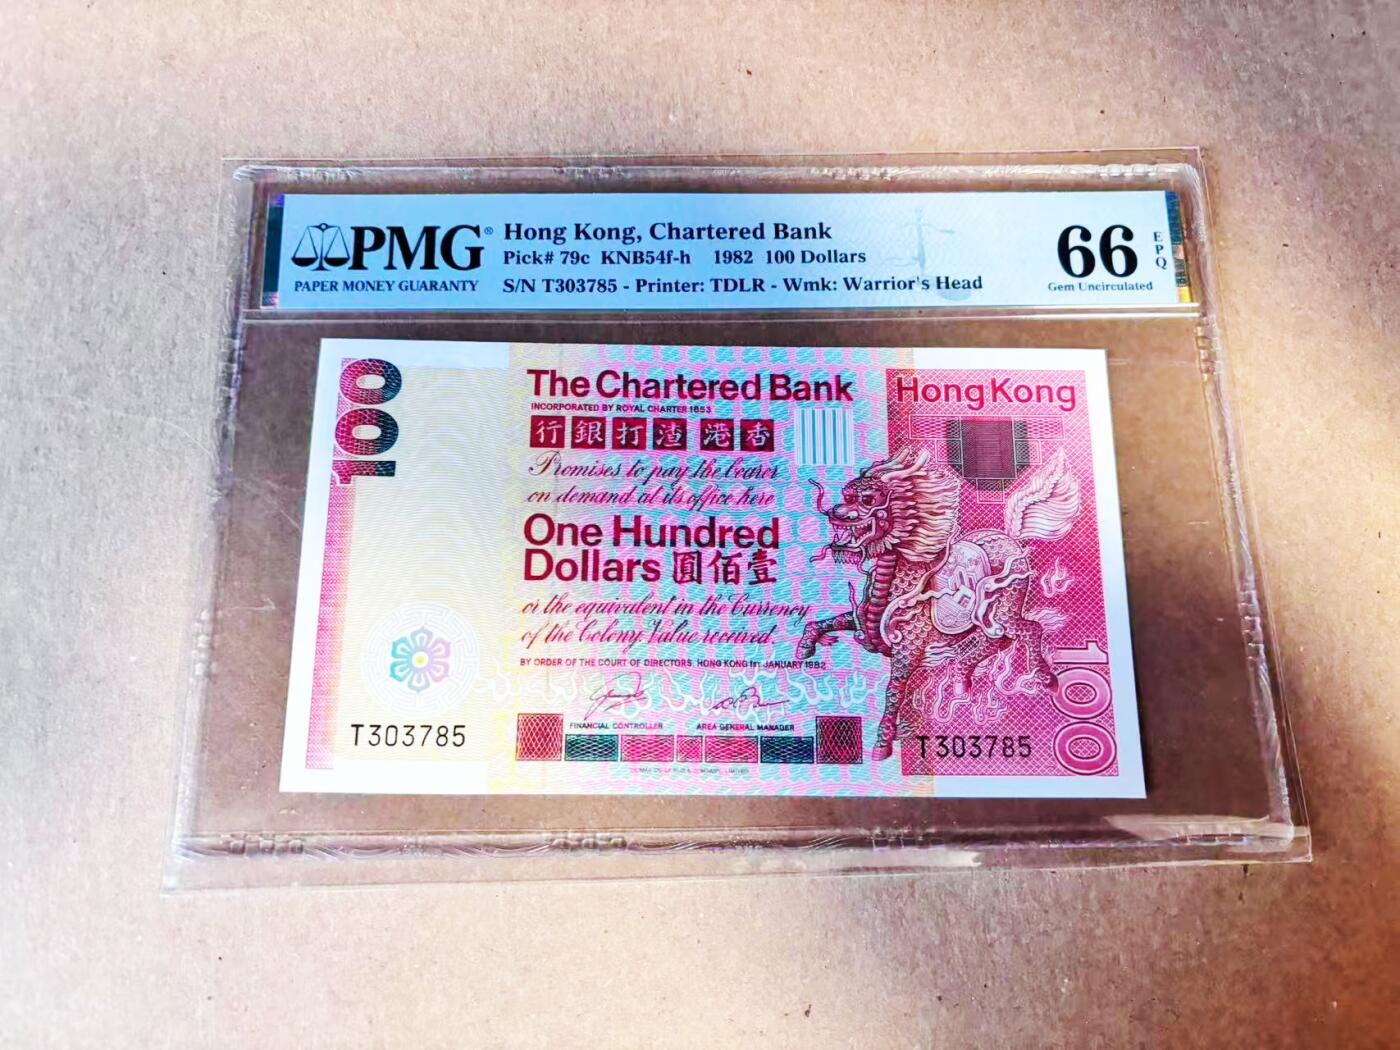 PMG®
PAPER MONEY GUARANTY
Hong Kong, Chartered Bank
Pick# 79c KNB54f-h 1982 100 Dollars
S/N T303785 - Printer: TDLR - Wmk: Warrior's Head
66
EPQ
Gem Uncirculated
100
The Chartered Bank
INCORPORATED BY ROYAL CHARTER 1853
行銀打渣 港香
Promises to pay the bearer
on demand at its office here
One Hundred
Dollars 圓佰壹
or the equivalent in the Currency
of the Colony, Value received.
BY ORDER OF THE COURT OF DIRECTORS, HONG KONG 1ST JANUARY 1982
FINANCIAL CONTROLLER
AREA GENERAL MANAGER
T303785
Hong Kong
100
T303785